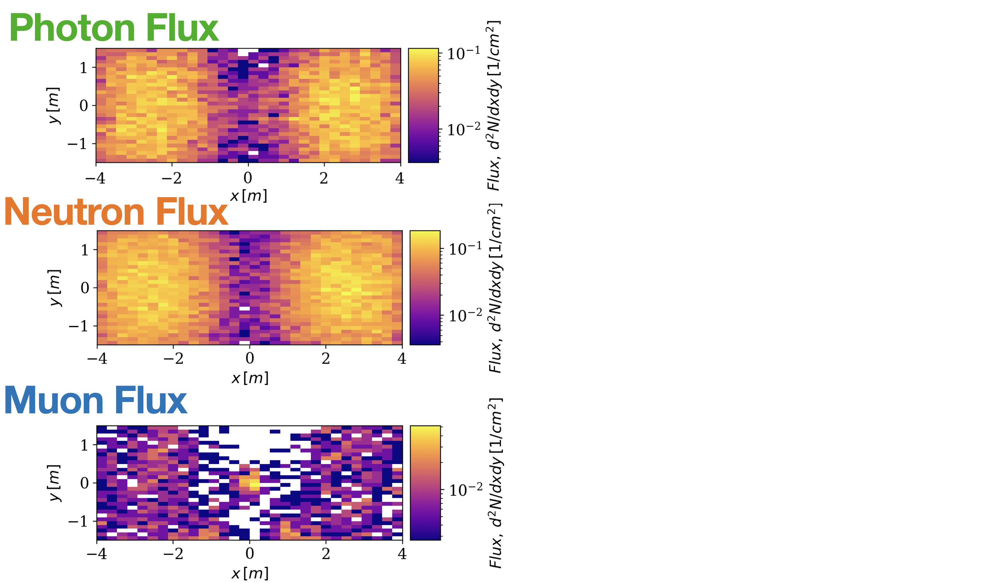 Photon Flux
1
0
−1
y [m]
−4 −2 0 2 4
x [m]
10⁻¹
10⁻²
Flux, d²N/dxdy [1/cm²]
Neutron Flux
1
0
−1
y [m]
−4 −2 0 2 4
x [m]
10⁻¹
10⁻²
Flux, d²N/dxdy [1/cm²]
Muon Flux
1
0
−1
y [m]
−4 −2 0 2 4
x [m]
10⁻²
Flux, d²N/dxdy [1/cm²]